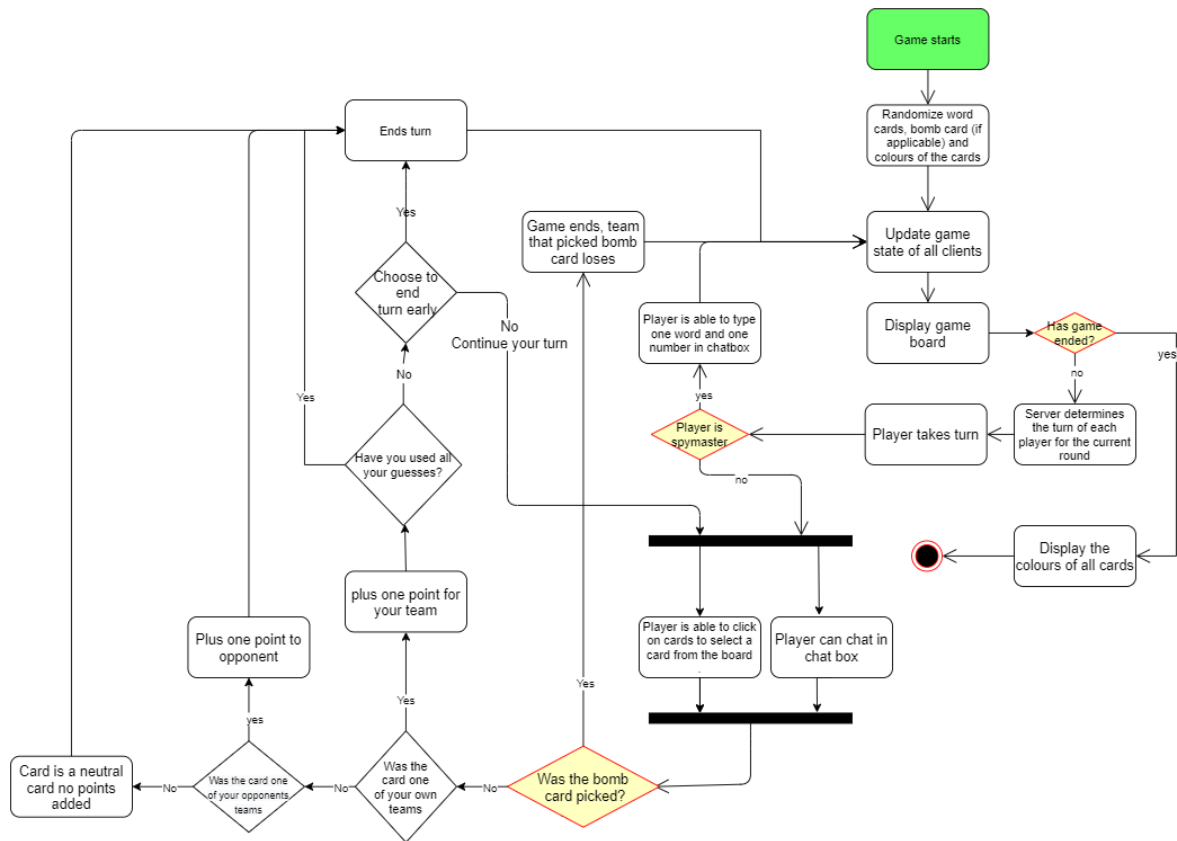 Game starts
Randomize word
cards, bomb card (if
applicable) and
colours of the cards
Ends turn
Yes
Game ends, team
that picked bomb
card loses
Update game
state of all clients
Choose to
end
turn early
No
Continue your turn
Player is able to type
one word and one
number in chatbox
Display game
board
Has game
ended?
yes
no
No
Yes
yes
Player is
spymaster
Player takes turn
Server determines
the turn of each
player for the current
round
Have you used all
your guesses?
no
Display the
colours of all cards
plus one point for
your team
Plus one point to
opponent
Player is able to click
on cards to select a
card from the board
Player can chat in
chat box
Yes
Yes
yes
Card is a neutral
card no points
added
No
Was the card one
of your opponents
teams
No
Was the
card one
of your own
teams
No
Was the bomb
card picked?